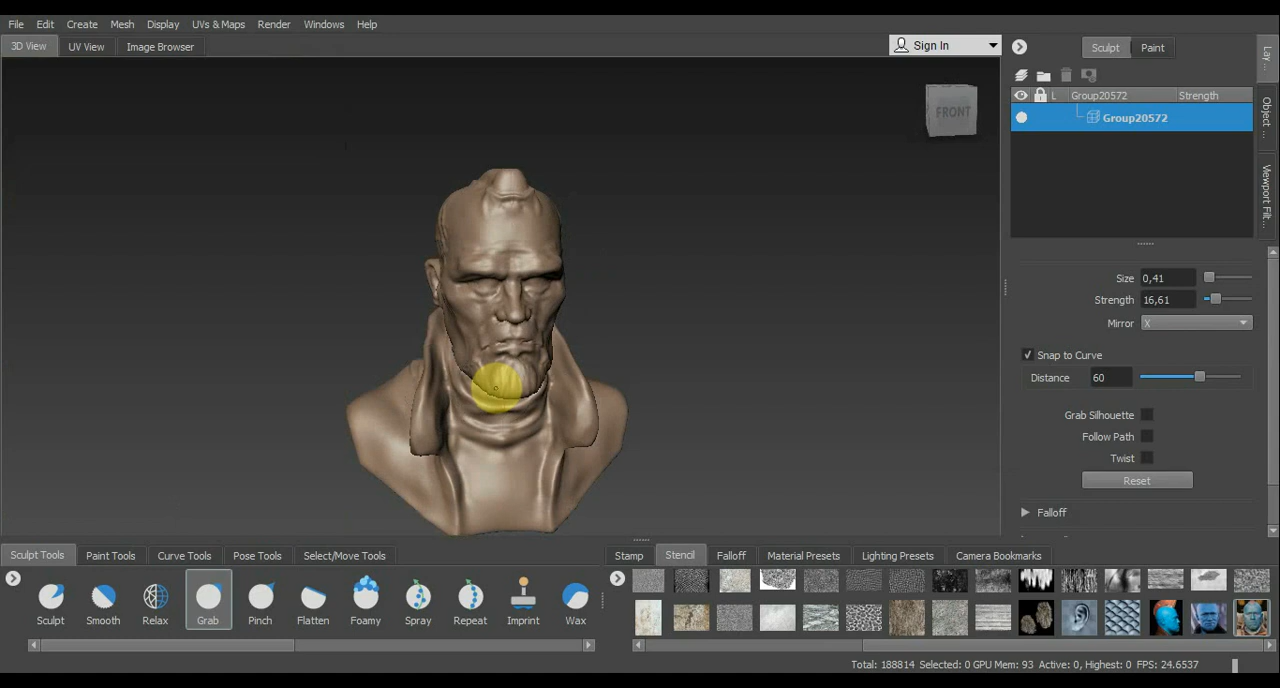 File Edit Create Mesh Display UVs & Maps Render Windows Help
3D View UV View Image Browser Sign In Sculpt Paint
Lay...
Group20572 Strength
L
Group20572
FRONT
Object ...
Viewport Filt...
Size 0,41
Strength 16,61
Mirror X
Snap to Curve
Distance 60
Grab Silhouette
Follow Path
Twist
Reset
Falloff
Sculpt Tools Paint Tools Curve Tools Pose Tools Select/Move Tools
Stamp Stencil Falloff Material Presets Lighting Presets Camera Bookmarks
Sculpt Smooth Relax Grab Pinch Flatten Foamy Spray Repeat Imprint Wax
Total: 188814 Selected: 0 GPU Mem: 93 Active: 0, Highest: 0 FPS: 24.6537